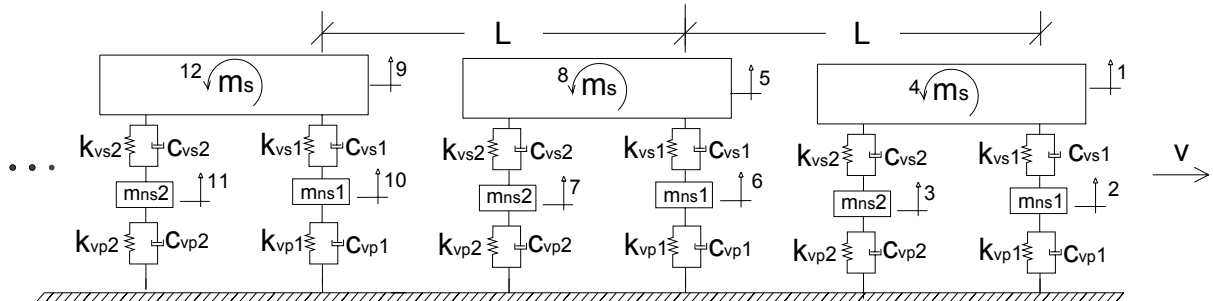 L L
12 ms 9 8 ms 5 4 ms 1
kvs2 cvs2 kvs1 cvs1 kvs2 cvs2 kvs1 cvs1 kvs2 cvs2 kvs1 cvs1
v
mns2 11 mns1 10 mns2 7 mns1 6 mns2 3 mns1 2
kvp2 cvp2 kvp1 cvp1 kvp2 cvp2 kvp1 cvp1 kvp2 cvp2 kvp1 cvp1